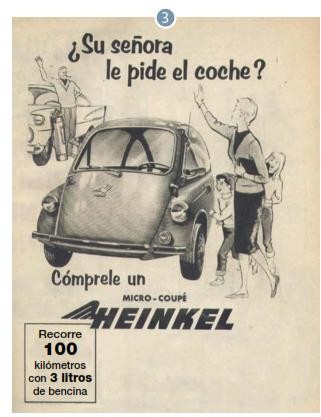 3
¿Su señora
le pide el coche?
Cómprele un
MICRO-COUPÉ
HEINKEL
Recorre
100
kilómetros
con 3 litros
de bencina